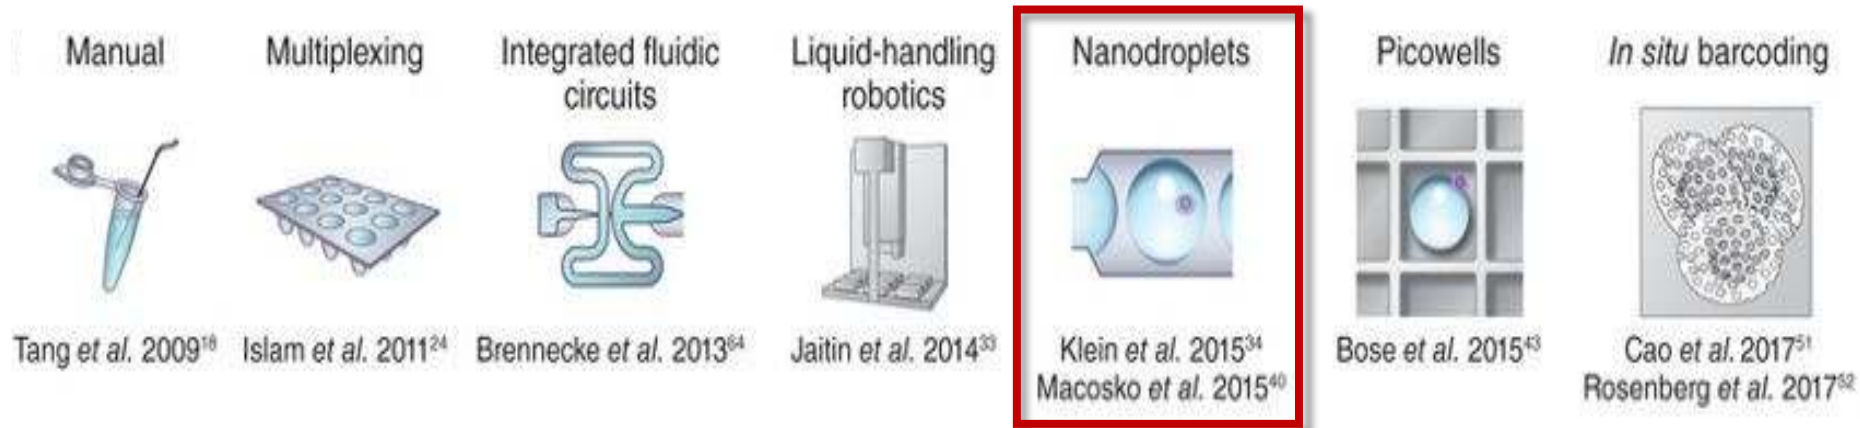 Manual
Multiplexing
Integrated fluidic
circuits
Liquid-handling
robotics
Nanodroplets
Picowells
In situ barcoding
Tang et al. 2009¹⁸
Islam et al. 2011²⁴
Brennecke et al. 2013⁶⁴
Jaitin et al. 2014³³
Klein et al. 2015³⁴
Macosko et al. 2015⁴⁰
Bose et al. 2015⁴³
Cao et al. 2017⁵¹
Rosenberg et al. 2017⁵²